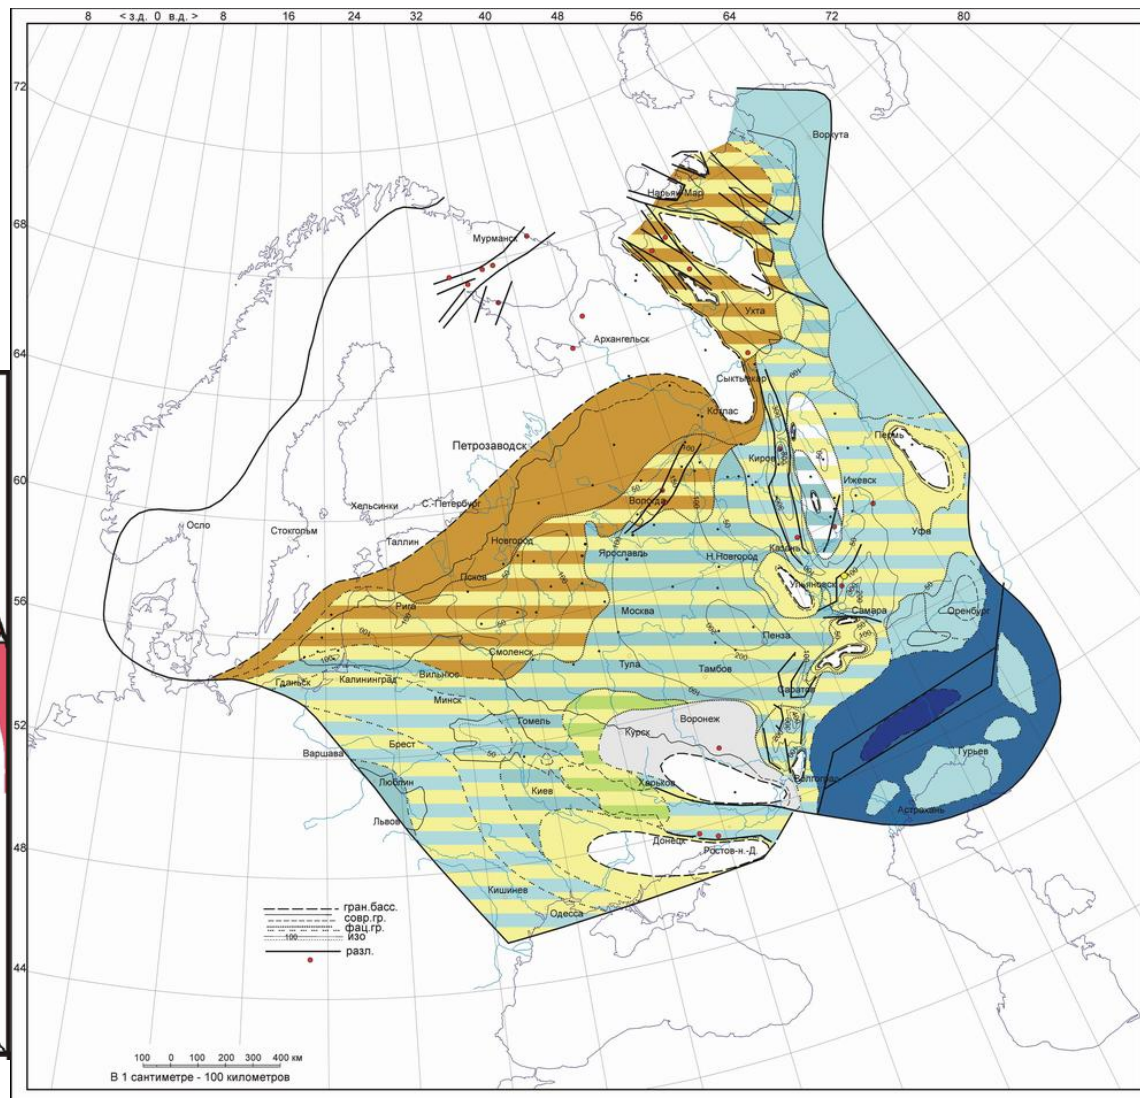 8 < з.д. 0 в.д. > 8 16 24 32 40 48 56 64 72 80
72
Воркута
Нарьян-Мар
68
Мурманск
Ухта
Архангельск
64
Сыктывкар
Котлас
Пермь
Петрозаводск
Киров
60
Ижевск
Вологда
С.-Петербург
Хельсинки
Осло
Стокгольм
Уфа
Таллин
Новгород
Ярославль
Н.Новгород
Казань
Псков
Ульяновск
56
Рига
Москва
Самара
Оренбург
Пенза
Смоленск
Тула
Тамбов
Вильнюс
Калининград
Гданьск
Саратов
Минск
52
Гомель
Воронеж
Курск
Брест
Варшава
Гурьев
Волгоград
Люблин
Харьков
Киев
Астрахань
Львов
48
Донецк
Ростов-н.-Д.
Кишинев
Одесса
гран.басс.
совр.гр.
фац.гр.
100 изо
разл.
44
100 0 100 200 300 400 км
В 1 сантиметре - 100 километров